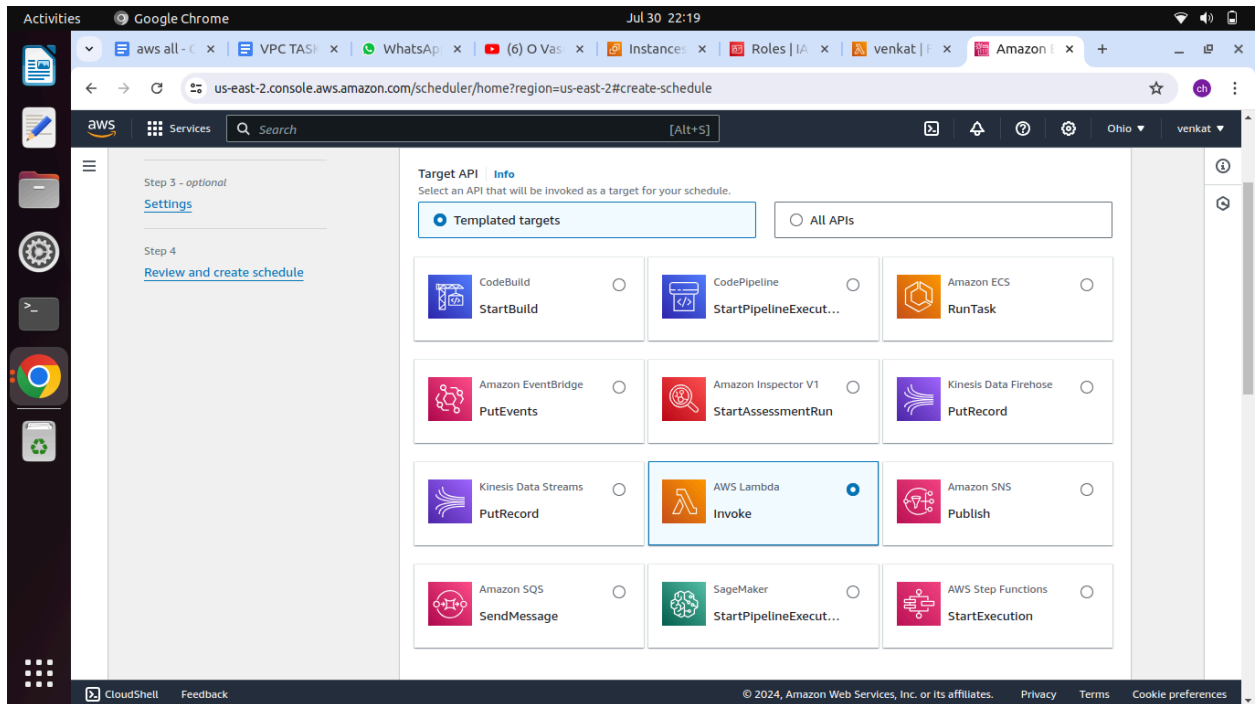 Activities
Google Chrome
Jul 30 22:19
aws all - G
VPC TASK
WhatsApp
(6) O Vas
Instances
Roles | IA
venkat | F
Amazon E
us-east-2.console.aws.amazon.com/scheduler/home?region=us-east-2#create-schedule
ch
aws
Services
Search
[Alt+S]
Ohio
venkat
Step 3 - optional
Settings
Step 4
Review and create schedule
Target API
Info
Select an API that will be invoked as a target for your schedule.
Templated targets
All APIs
CodeBuild
StartBuild
CodePipeline
StartPipelineExecut...
Amazon ECS
RunTask
Amazon EventBridge
PutEvents
Amazon Inspector V1
StartAssessmentRun
Kinesis Data Firehose
PutRecord
Kinesis Data Streams
PutRecord
AWS Lambda
Invoke
Amazon SNS
Publish
Amazon SQS
SendMessage
SageMaker
StartPipelineExecut...
AWS Step Functions
StartExecution
CloudShell
Feedback
© 2024, Amazon Web Services, Inc. or its affiliates.
Privacy
Terms
Cookie preferences